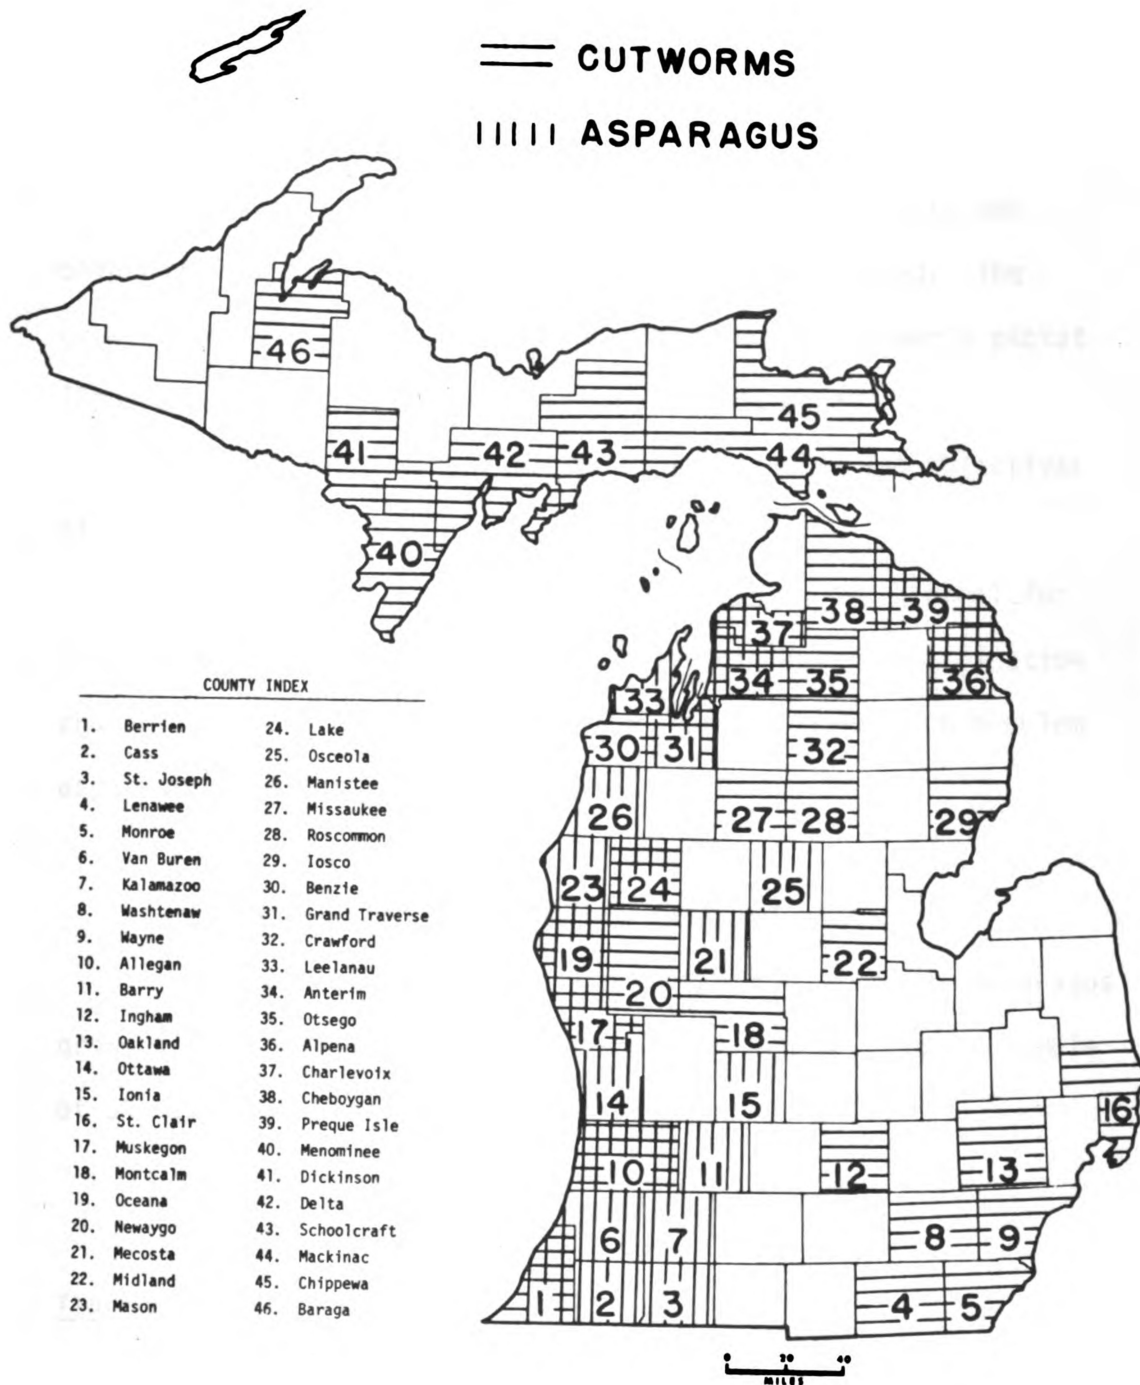 CUTWORMS
ASPARAGUS
46
45
41
42
43
44
40
38
39
37
34
35
36
33
30
31
32
26
27
28
29
23
24
25
19
21
22
20
17
18
14
15
16
10
11
12
13
6
7
8
9
1
2
3
4
5
COUNTY INDEX
1. Berrien
2. Cass
3. St. Joseph
4. Lenawee
5. Monroe
6. Van Buren
7. Kalamazoo
8. Washtenaw
9. Wayne
10. Allegan
11. Barry
12. Ingham
13. Oakland
14. Ottawa
15. Ionia
16. St. Clair
17. Muskegon
18. Montcalm
19. Oceana
20. Newaygo
21. Mecosta
22. Midland
23. Mason
24. Lake
25. Osceola
26. Manistee
27. Missaukee
28. Roscommon
29. Iosco
30. Benzie
31. Grand Traverse
32. Crawford
33. Leelanau
34. Anterim
35. Otsego
36. Alpena
37. Charlevoix
38. Cheboygan
39. Preque Isle
40. Menominee
41. Dickinson
42. Delta
43. Schoolcraft
44. Mackinac
45. Chippewa
46. Baraga
0 20 40
MILES